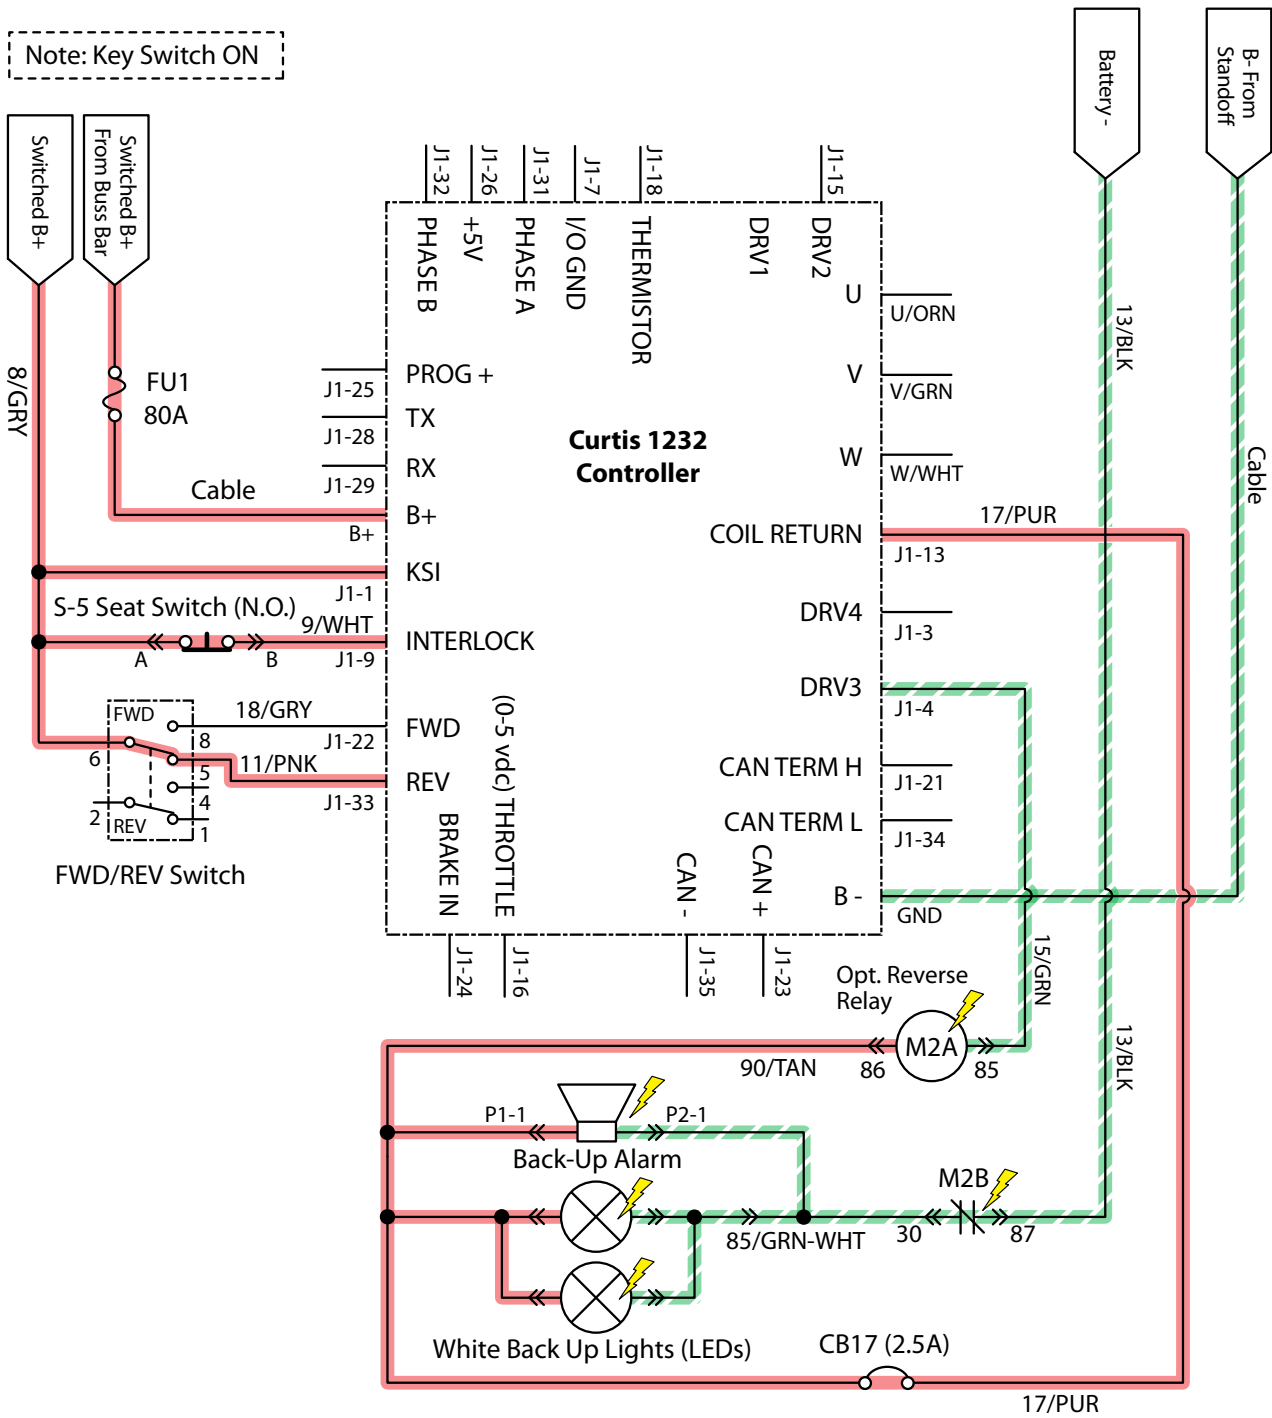 Note: Key Switch ON
Switched B+
Switched B+
From Buss Bar
Battery -
B- From
Standoff
J1-32
J1-26
J1-31
J1-7
J1-18
J1-15
PHASE B
+5V
PHASE A
I/O GND
THERMISTOR
DRV1
DRV2
U
U/ORN
V
V/GRN
W
W/WHT
13/BLK
Cable
8/GRY
FU1
80A
PROG +
J1-25
TX
J1-28
RX
J1-29
Curtis 1232
Controller
Cable
B+
B+
COIL RETURN
17/PUR
J1-13
KSI
J1-1
S-5 Seat Switch (N.O.)
9/WHT
A
B
J1-9
INTERLOCK
DRV4
J1-3
DRV3
J1-4
FWD
18/GRY
8
J1-22
FWD
6
11/PNK
5
J1-33
REV
4
2
REV
1
FWD/REV Switch
(0-5 vdc) THROTTLE
BRAKE IN
CAN TERM H
J1-21
CAN TERM L
J1-34
CAN -
CAN +
B -
GND
J1-24
J1-16
J1-35
J1-23
15/GRN
Opt. Reverse
Relay
M2A
90/TAN
86
85
13/BLK
P1-1
P2-1
Back-Up Alarm
M2B
85/GRN-WHT
30
87
White Back Up Lights (LEDs)
CB17 (2.5A)
17/PUR